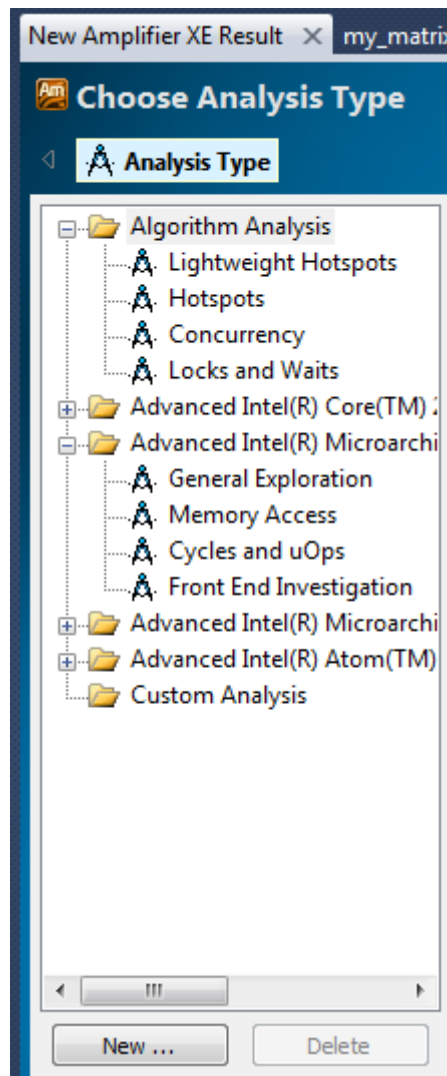 New Amplifier XE Result my_matrix
Am Choose Analysis Type
Analysis Type
Algorithm Analysis
Lightweight Hotspots
Hotspots
Concurrency
Locks and Waits
Advanced Intel(R) Core(TM) 2
Advanced Intel(R) Microarchi
General Exploration
Memory Access
Cycles and uOps
Front End Investigation
Advanced Intel(R) Microarchi
Advanced Intel(R) Atom(TM)
Custom Analysis
New ... Delete